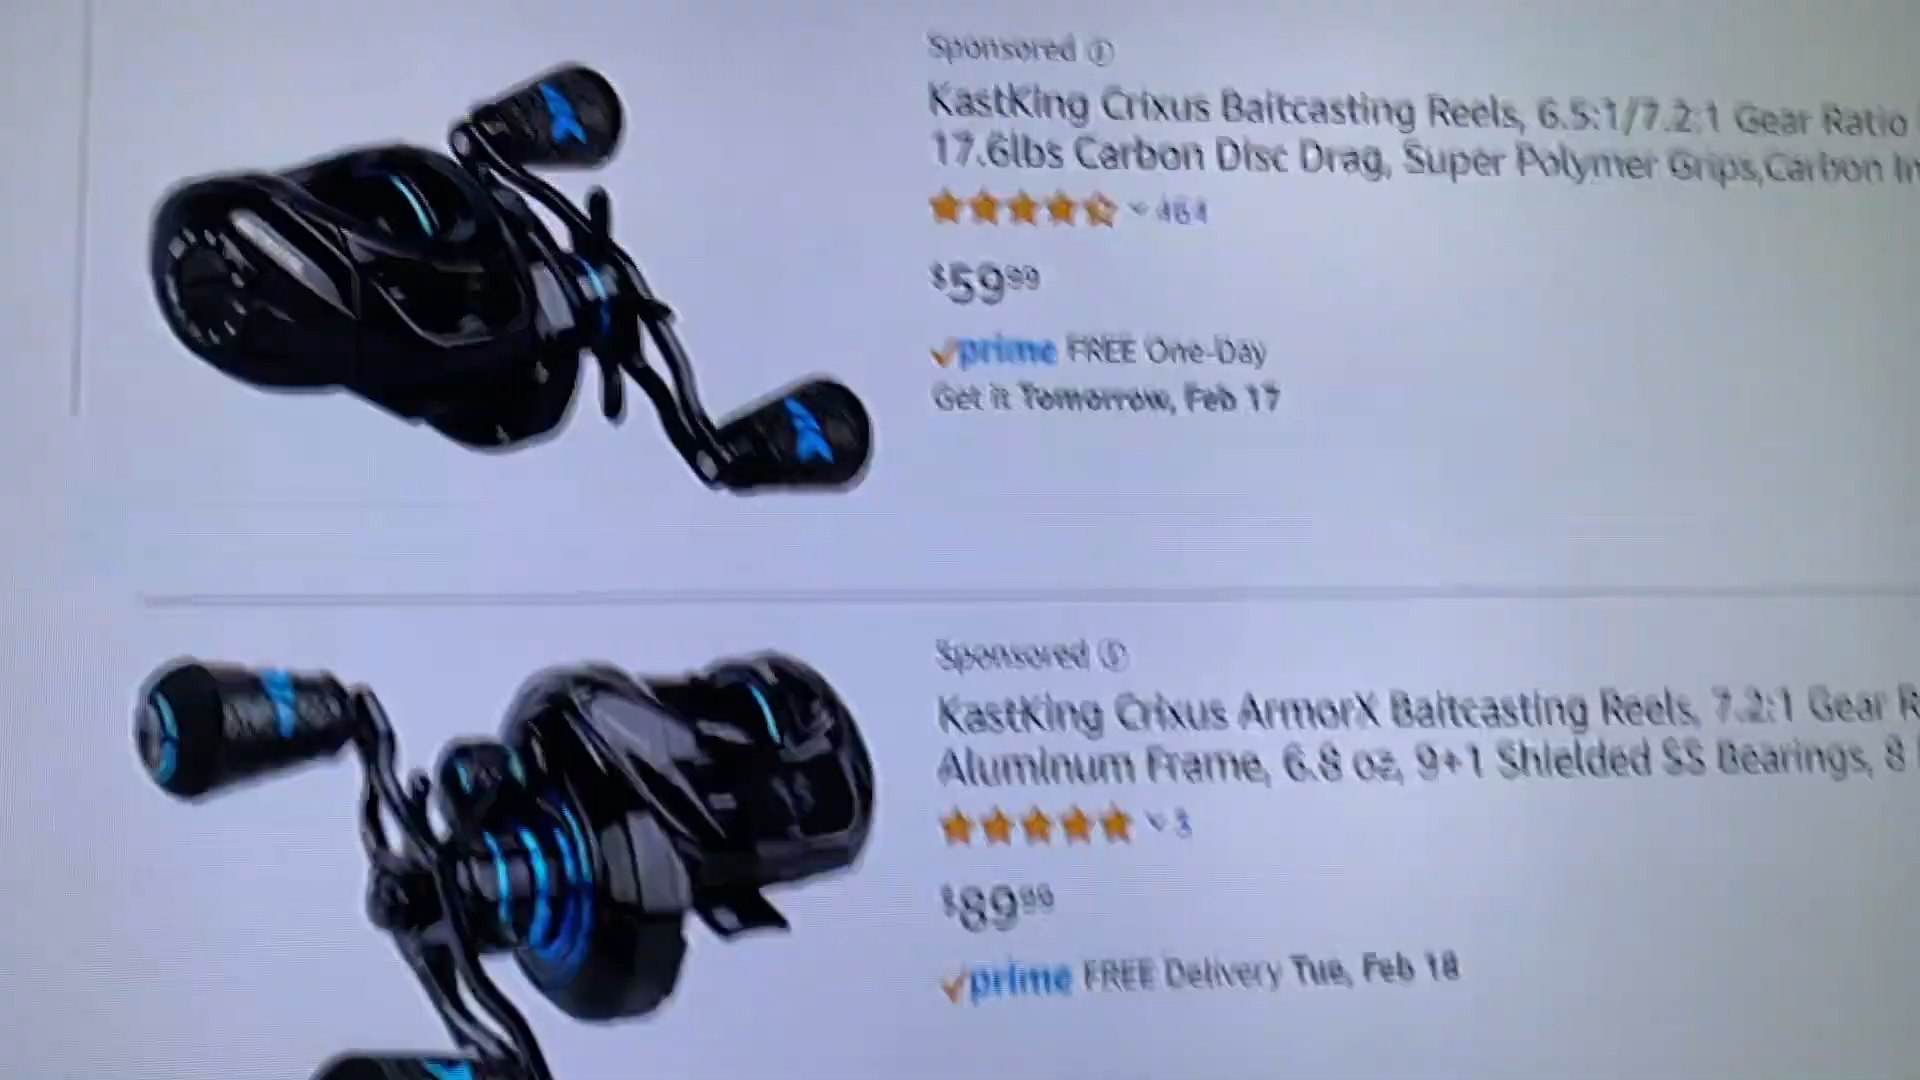 Sponsored
KastKing Crixus Baitcasting Reels, 6.5:1/7.2:1 Gear Ratio
17.6lbs Carbon Disc Drag, Super Polymer Grips,Carbon In
464
$59 99
prime FREE One-Day
Get it Tomorrow, Feb 17
Sponsored
KastKing Crixus ArmorX Baitcasting Reels, 7.2:1 Gear R
Aluminum Frame, 6.8 oz, 9+1 Shielded SS Bearings, 8
3
$89 99
prime FREE Delivery Tue, Feb 18